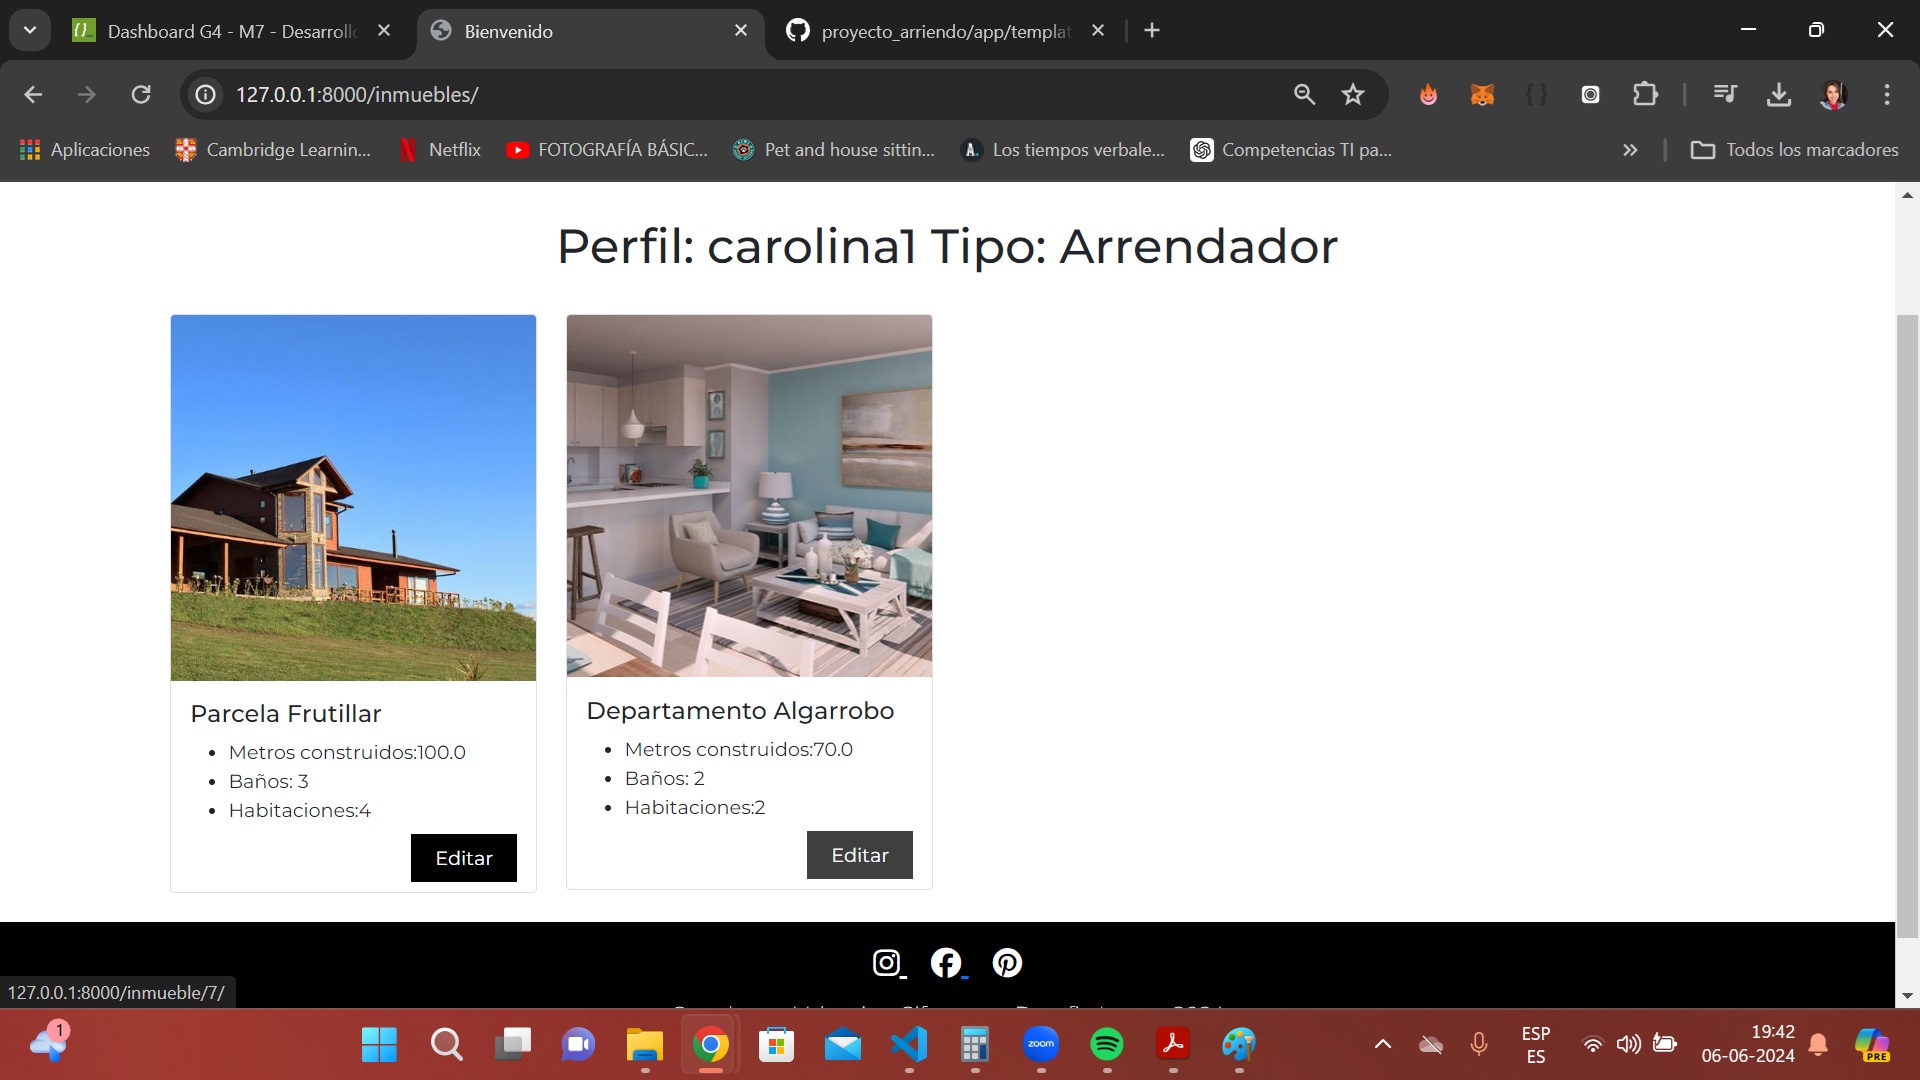 Dashboard G4 - M7 - Desarroll
Bienvenido
proyecto_arriendo/app/templat
127.0.0.1:8000/inmuebles/
Aplicaciones
Cambridge Learnin...
Netflix
FOTOGRAFÍA BÁSIC...
Pet and house sittin...
Los tiempos verbale...
Competencias TI pa...
Todos los marcadores
Perfil: carolina1 Tipo: Arrendador
Parcela Frutillar
Metros construidos:100.0
Baños: 3
Habitaciones:4
Editar
Departamento Algarrobo
Metros construidos:70.0
Baños: 2
Habitaciones:2
Editar
127.0.0.1:8000/inmueble/7/
1
zoom
ESP
ES
19:42
06-06-2024
PRE